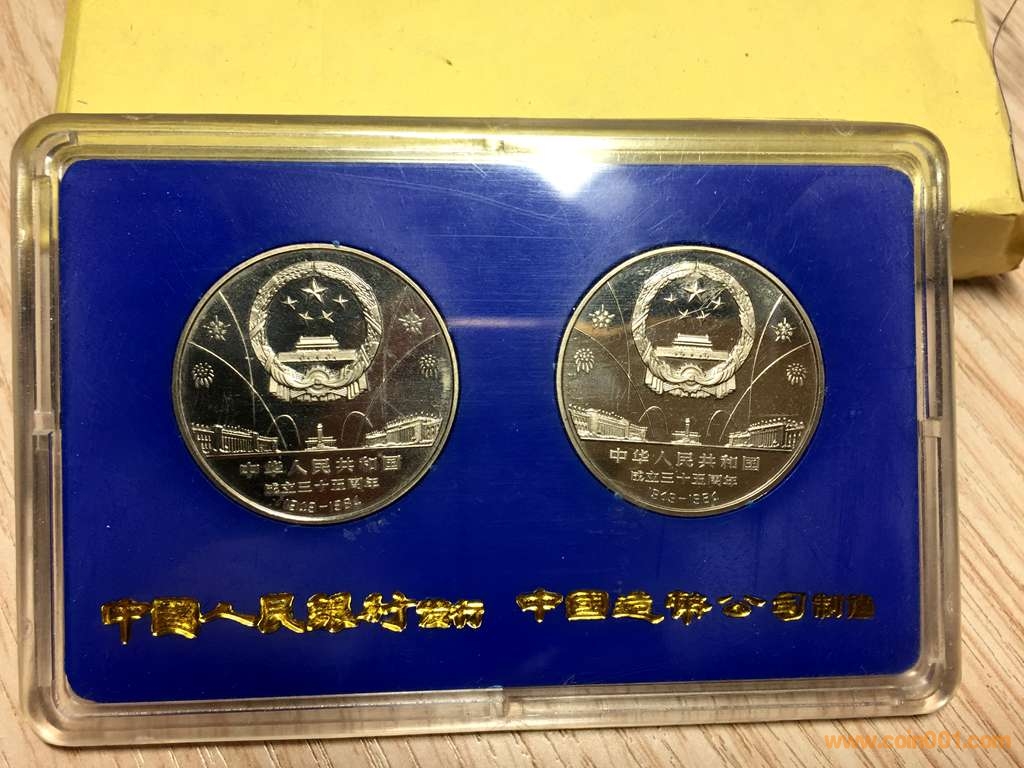 中华人民共和国
成立三十五周年
1949-1984
中华人民共和国
成立三十五周年
1949-1984
中國人民銀行發行
中國造幣公司制造
www.coin001.com